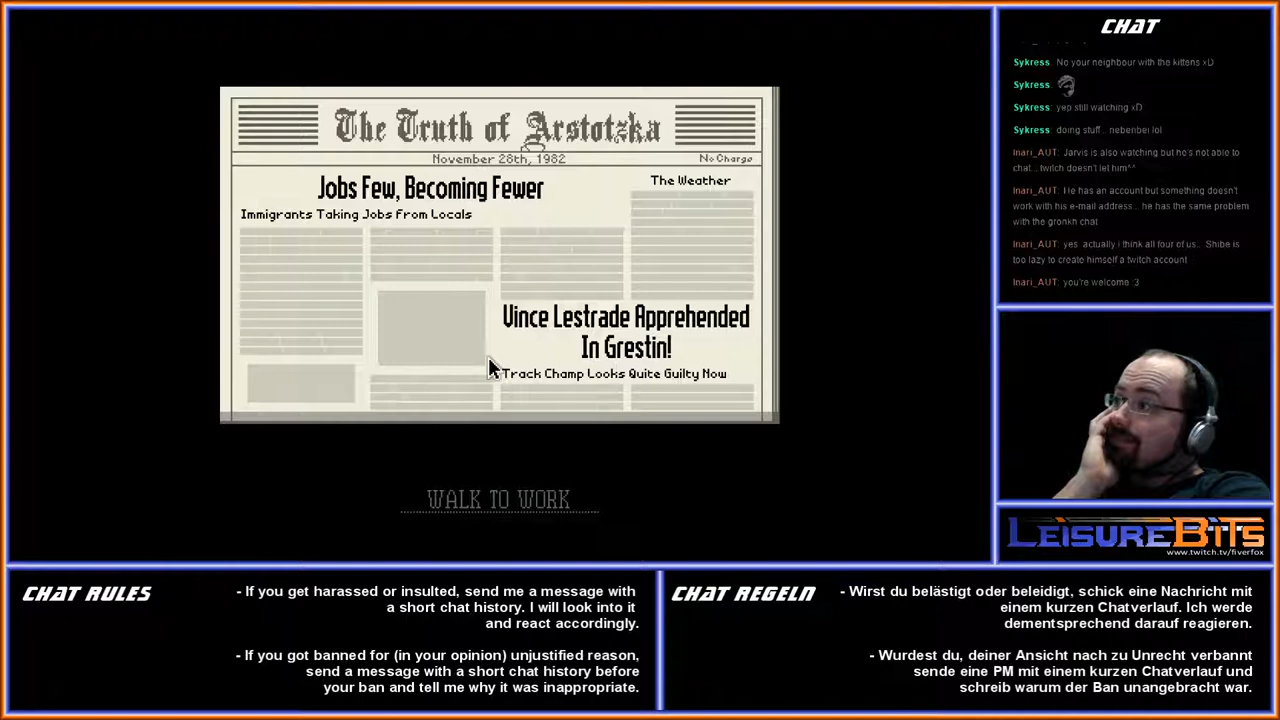 The Truth of Arstotzka
November 28th, 1982
No Charge
Jobs Few, Becoming Fewer
Immigrants Taking Jobs From Locals
The Weather
Vince Lestrade Apprehended
In Grestin!
Track Champ Looks Quite Guilty Now
WALK TO WORK
CHAT
Sykress: No your neighbour with the kittens xD
Sykress:
Sykress: yep still watching xD
Sykress: doing stuff .. nebenbei lol
Inari_AUT: Jarvis is also watching but he's not able to
chat... twitch doesn't let him^^
Inari_AUT: He has an account but something doesn't
work with his e-mail address... he has the same problem
with the gronkh chat
Inari_AUT: yes. actually i think all four of us... Shibe is
too lazy to create himself a twitch account
Inari_AUT: you're welcome :3
LEISUREBITS
www.twitch.tv/fiverfox
CHAT RULES
- If you get harassed or insulted, send me a message with
a short chat history. I will look into it
and react accordingly.
- If you got banned for (in your opinion) unjustified reason,
send a message with a short chat history before
your ban and tell me why it was inappropriate.
CHAT REGELN
- Wirst du belästigt oder beleidigt, schick eine Nachricht mit
einem kurzen Chatverlauf. Ich werde
dementsprechend darauf reagieren.
- Wurdest du, deiner Ansicht nach zu Unrecht verbannt
sende eine PM mit einem kurzen Chatverlauf und
schreib warum der Ban unangebracht war.